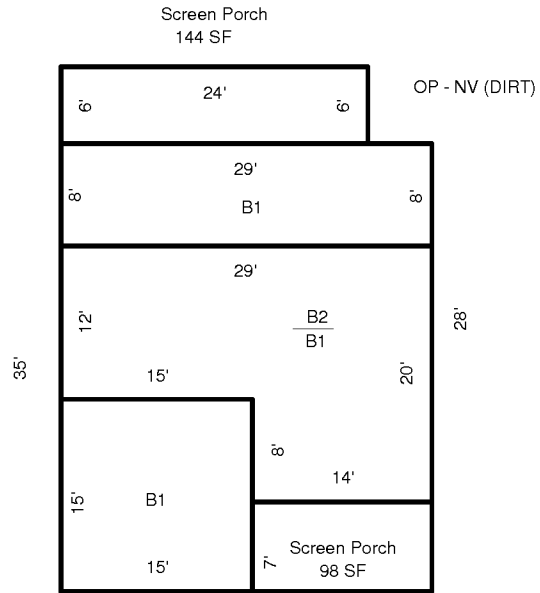 Screen Porch
144 SF
24'
6'
6'
OP - NV (DIRT)
29'
8'
8'
B1
29'
12'
B2
B1
28'
35'
15'
20'
8'
14'
15'
B1
15'
7'
Screen Porch
98 SF